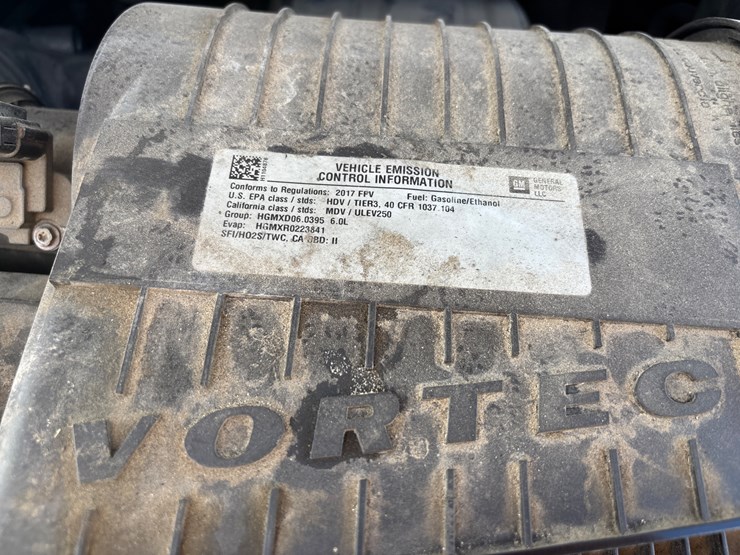 VEHICLE EMISSION
CONTROL INFORMATION
Conforms to Regulations: 2017 FPV Fuel: Gasoline/Ethanol
U.S. EPA class / stds: HDV / TIER3, 40 CFR 1037.104
California class / stds: MDV / ULEV250
Group: HGMXD06.0395 6.0L
Evap: HGMXR0223841
SFI/HO2S/TWC, CA OBD: II
GM
GENERAL
MOTORS
LLC
VORTEC